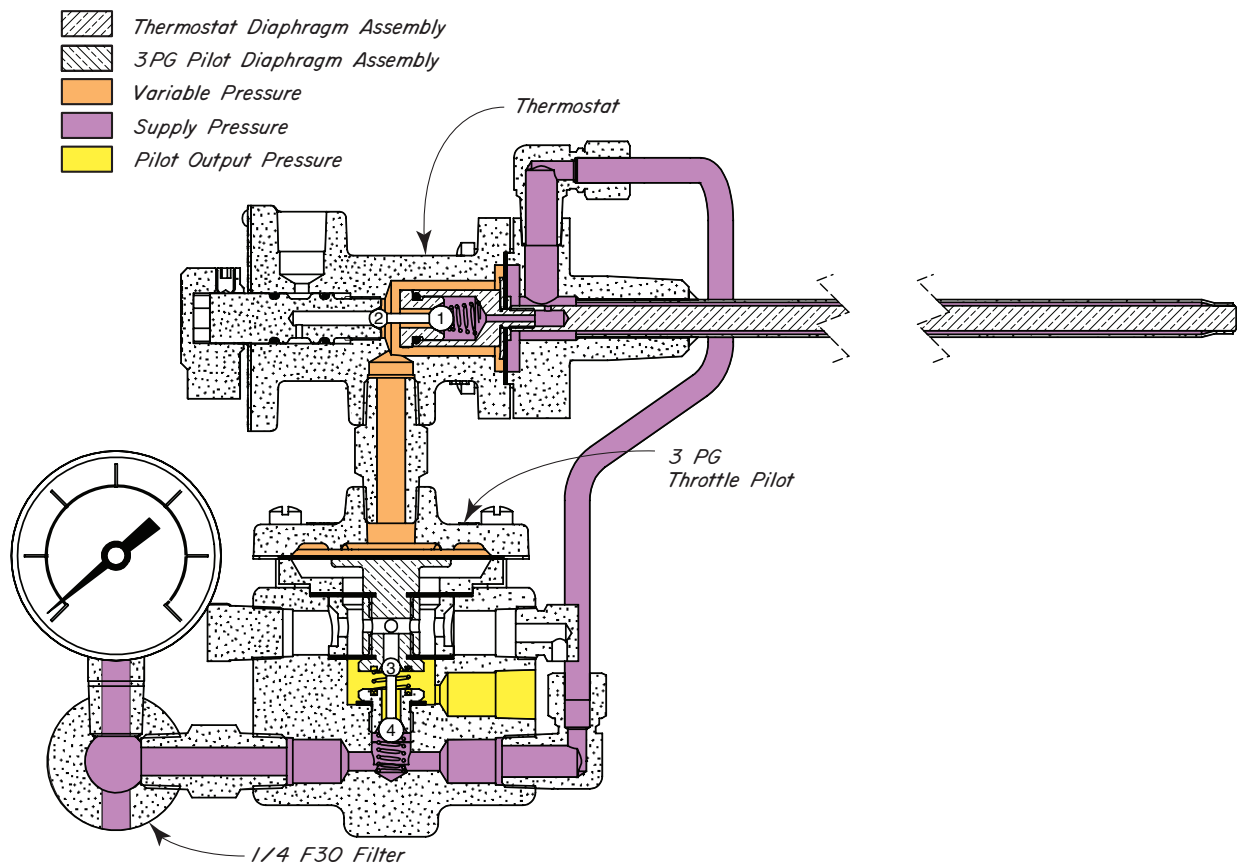 Thermostat Diaphragm Assembly
3PG Pilot Diaphragm Assembly
Variable Pressure
Supply Pressure
Pilot Output Pressure
Thermostat
2
1
3 PG
Throttle Pilot
3
4
1/4 F30 Filter